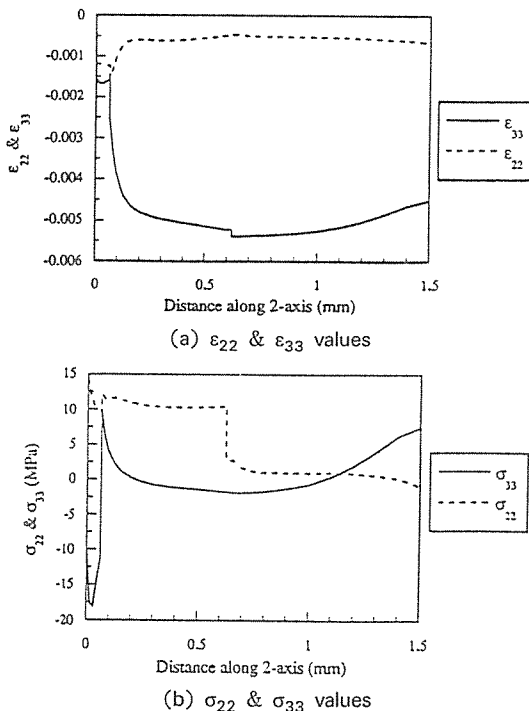 0
-0.001
-0.002
-0.003
-0.004
-0.005
-0.006
ε22 & ε33
0
0.5
1
1.5
Distance along 2-axis (mm)
ε33
ε22
(a) ε22 & ε33 values
15
10
5
0
-5
-10
-15
-20
σ22 & σ33 (MPa)
0
0.5
1
1.5
Distance along 2-axis (mm)
σ33
σ22
(b) σ22 & σ33 values